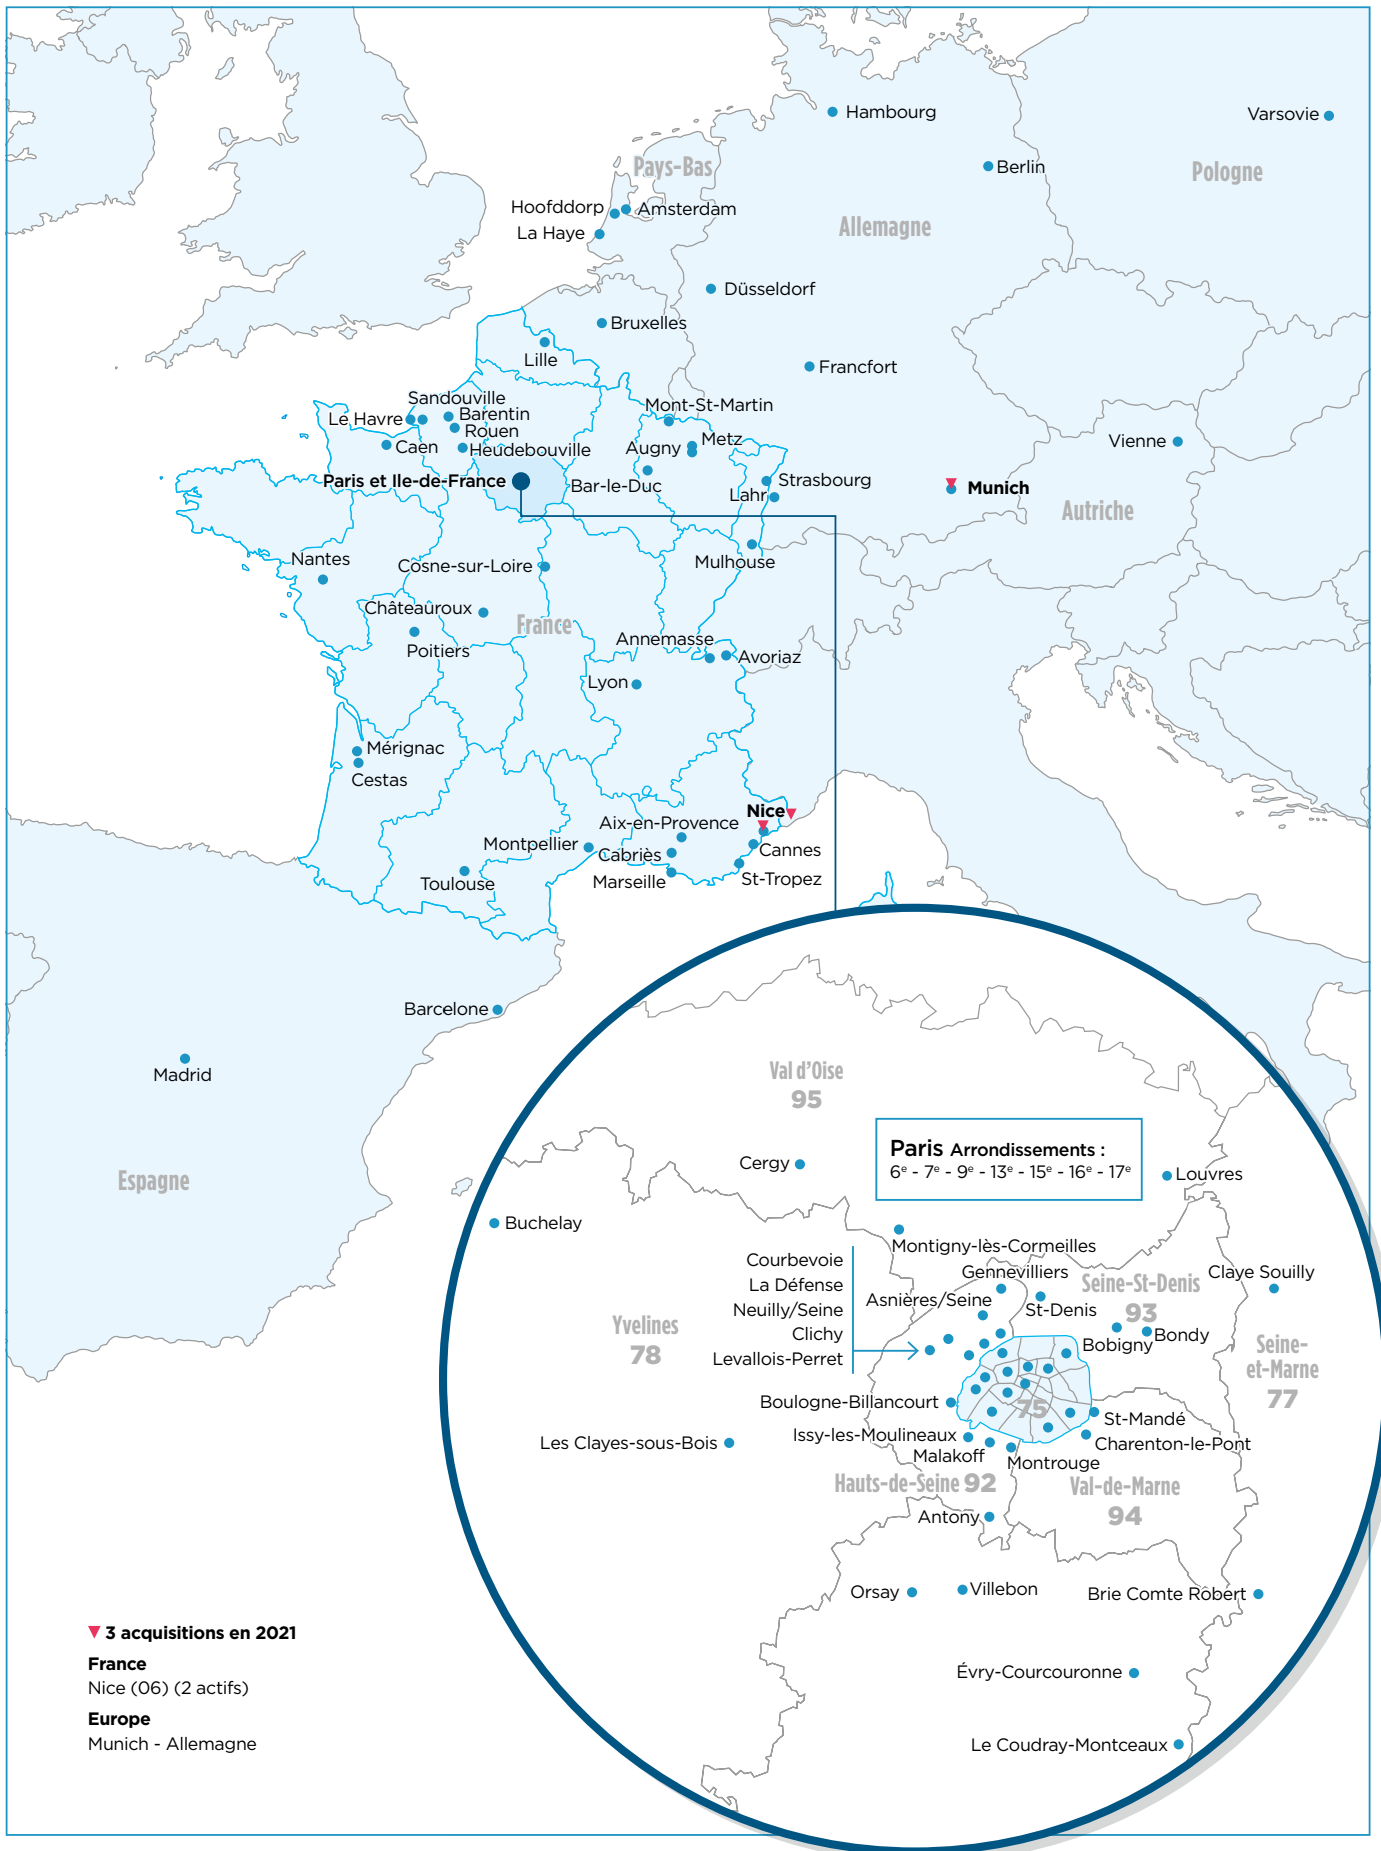 Hambourg
Varsovie
Berlin
Pays-Bas
Pologne
Hoofddorp
Amsterdam
Allemagne
La Haye
Düsseldorf
Bruxelles
Lille
Francfort
Sandouville
Mont-St-Martin
Le Havre
Barentin
Rouen
Metz
Vienne
Caen
Heudebouville
Augny
Paris et Ile-de-France
Bar-le-Duc
Strasbourg
Lahr
Munich
Autriche
Nantes
Cosne-sur-Loire
Mulhouse
Châteauroux
France
Poitiers
Annemasse
Avoriaz
Lyon
Mérignac
Cestas
Nice
Aix-en-Provence
Montpellier
Cabriès
Cannes
Toulouse
Marseille
St-Tropez
Barcelone
Madrid
Espagne
Val d'Oise
95
Paris Arrondissements :
6e - 7e - 9e - 13e - 15e - 16e - 17e
Cergy
Louvres
Buchelay
Montigny-lès-Cormeilles
Courbevoie
La Défense
Neuilly/Seine
Clichy
Levallois-Perret
Gennevilliers
Asnières/Seine
St-Denis
Seine-St-Denis
93
Claye Souilly
Bobigny
Bondy
Yvelines
78
Seine-
et-Marne
77
Boulogne-Billancourt
75
St-Mandé
Issy-les-Moulineaux
Charenton-le-Pont
Les Clayes-sous-Bois
Malakoff
Montrouge
Hauts-de-Seine 92
Val-de-Marne
94
Antony
Orsay
Villebon
Brie Comte Robert
Évry-Courcouronne
Le Coudray-Montceaux
3 acquisitions en 2021
France
Nice (06) (2 actifs)
Europe
Munich - Allemagne